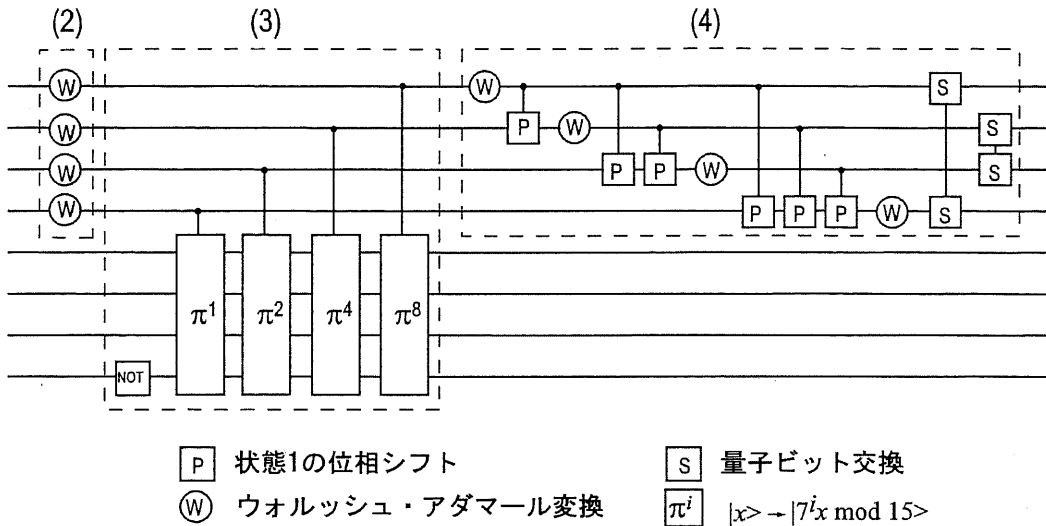 (2) (3) (4)
W W S
P W S
W P P W S
W P P P W S
π¹ π² π⁴ π⁸
NOT
P 状態1の位相シフト S 量子ビット交換
W ウォルッシュ・アダマール変換 πⁱ |x> → |7ⁱx mod 15>